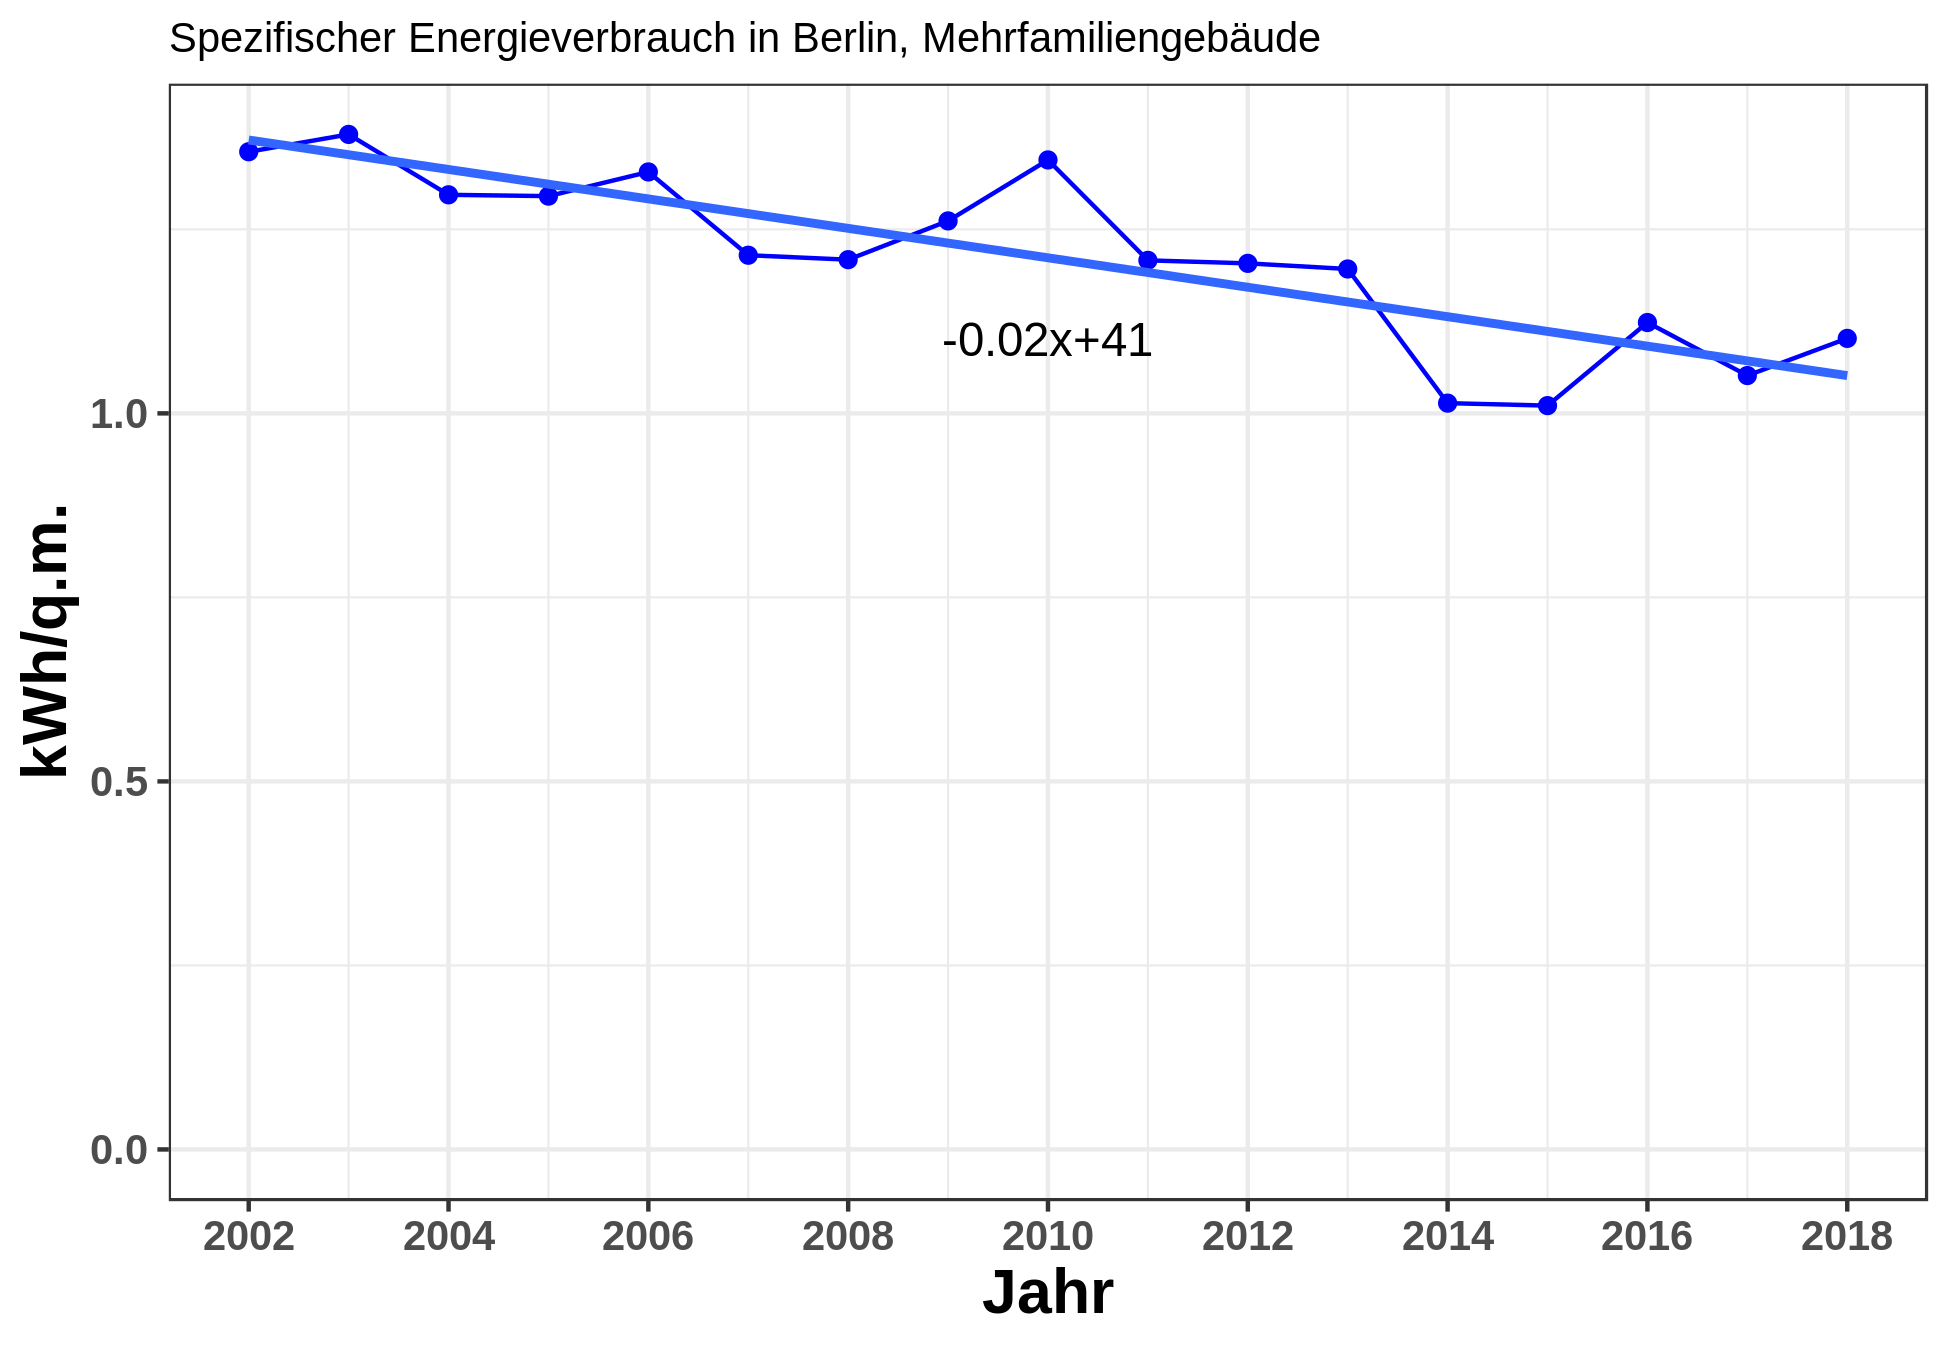 Spezifischer Energieverbrauch in Berlin, Mehrfamiliengebäude
kWh/q.m.
1.0
0.5
0.0
-0.02x+41
2002 2004 2006 2008 2010 2012 2014 2016 2018
Jahr